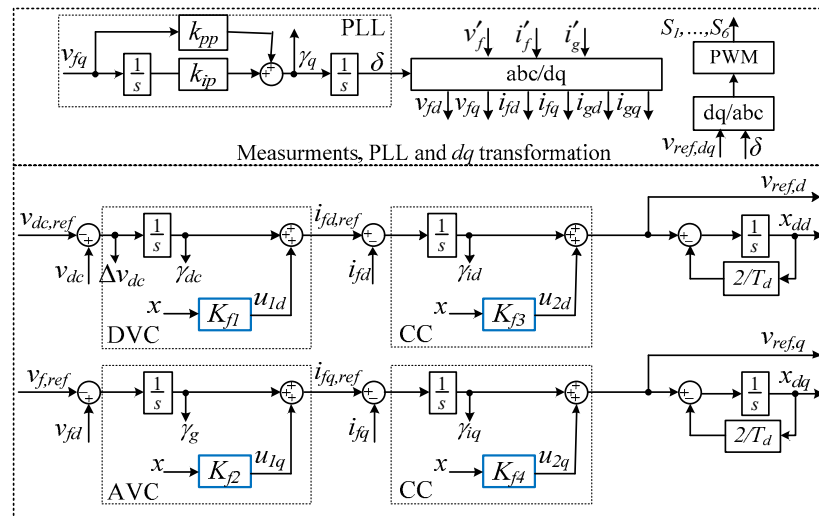 PLL
v_fq
k_pp
1/s
k_ip
γ_q
1/s
δ
v′_f i′_f i′_g
abc/dq
v_fd v_fq i_fd i_fq i_gd i_gq
S_1,...,S_6
PWM
dq/abc
v_ref,dq δ
Measurments, PLL and dq transformation
v_dc,ref
v_dc
Δv_dc
1/s
γ_dc
x
K_f1
u_1d
DVC
i_fd,ref
i_fd
1/s
γ_id
x
K_f3
u_2d
CC
v_ref,d
1/s
x_dd
2/T_d
v_f,ref
v_fd
1/s
γ_g
x
K_f2
u_1q
AVC
i_fq,ref
i_fq
1/s
γ_iq
x
K_f4
u_2q
CC
v_ref,q
1/s
x_dq
2/T_d